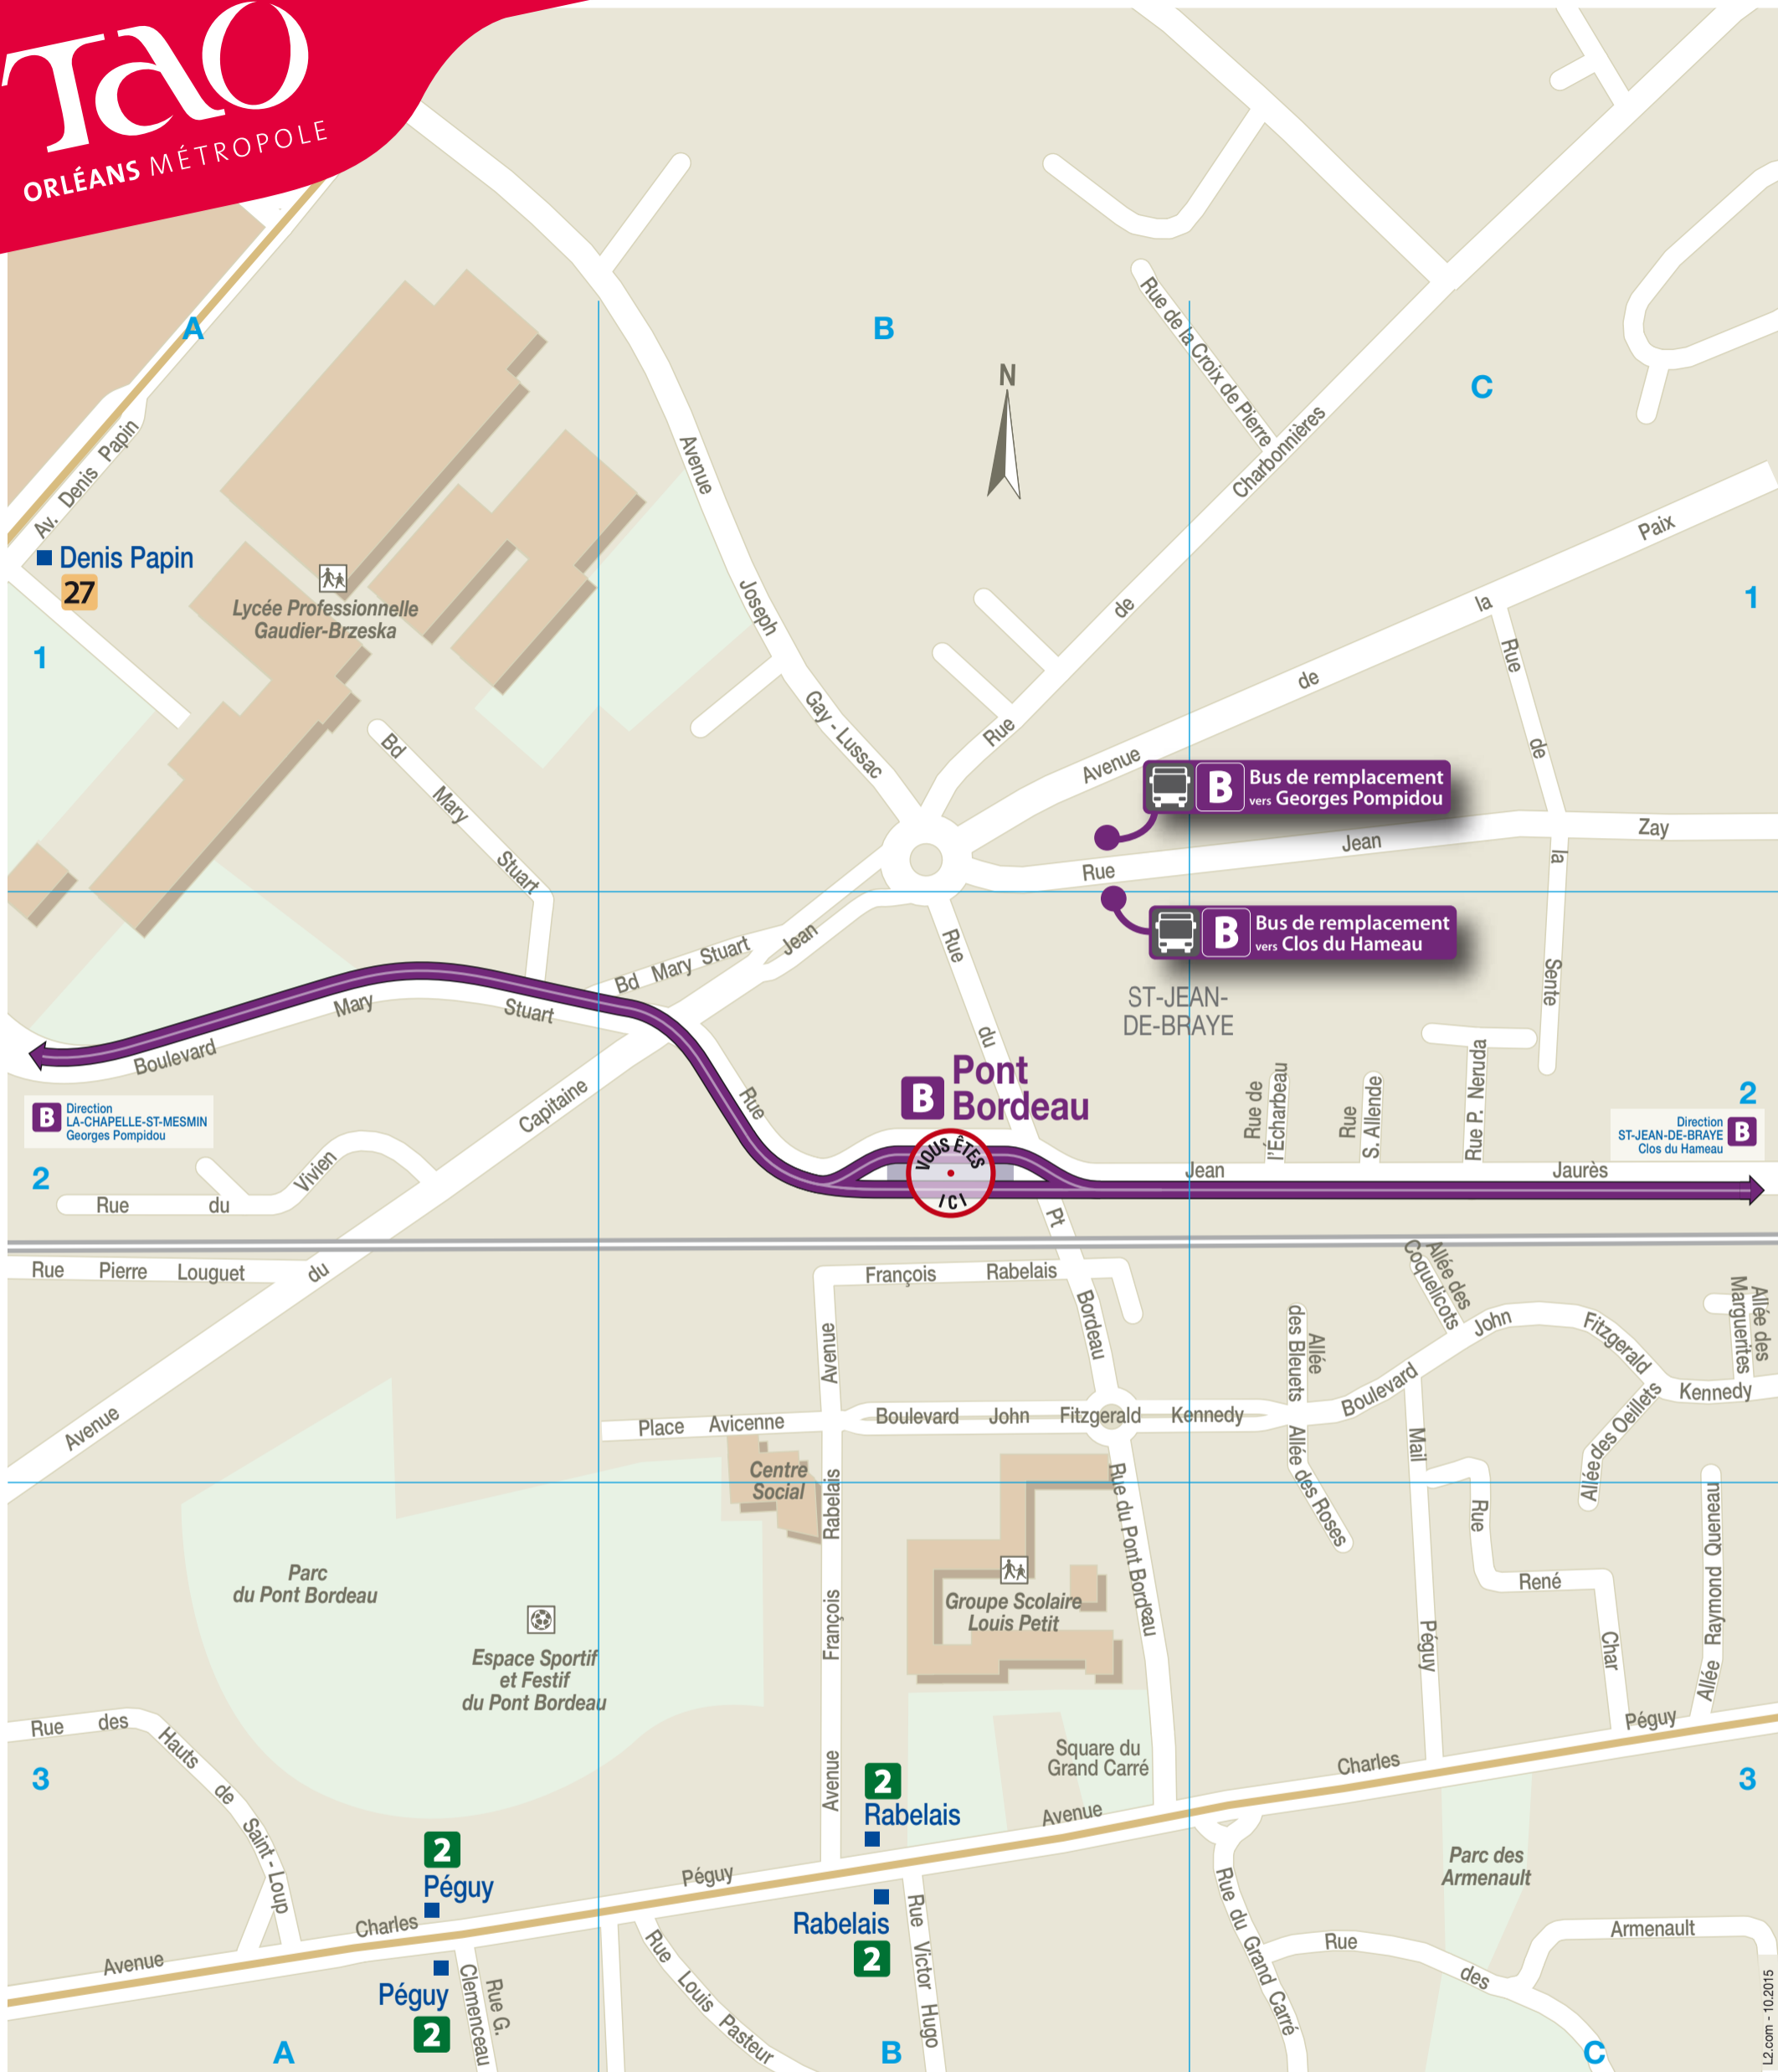 TAO
ORLÉANS MÉTROPOLE
A
B
C
N
Rue de la Croix de Pierre
Charbonnières
de
Rue
Avenue
Joseph
Gay - Lussac
Av. Denis Papin
Denis Papin
27
Lycée Professionnelle
Gaudier-Brzeska
1
1
Paix
la
de
Avenue
Rue
de
la
Sente
Bd
Mary
Stuart
B
Bus de remplacement
vers Georges Pompidou
Rue
Jean
Zay
B
Bus de remplacement
vers Clos du Hameau
Bd Mary Stuart
Jean
Rue
du
ST-JEAN-
DE-BRAYE
Boulevard
Mary
Stuart
Capitaine
Rue
B
Pont
Bordeau
VOUS ÊTES
ICI
Rue de
l'Écharbeau
Rue
S. Allende
Rue P. Neruda
2
B
Direction
LA-CHAPELLE-ST-MESMIN
Georges Pompidou
Direction
ST-JEAN-DE-BRAYE
Clos du Hameau
B
2
Rue du Vivien
Jean
Jaurès
Pt
Rue Pierre Louguet
du
Avenue
François Rabelais
Bordeau
Avenue
Allée
des Bleuets
Allée des
Coquelicots
John
Fitzgerald
Allée des
Marguerites
Boulevard
Kennedy
Place Avicenne
Boulevard John Fitzgerald Kennedy
Allée des Roses
Mail
Péguy
Allée des Oeillets
Centre
Social
Rabelais
François
Avenue
Rue du Pont Bordeau
Rue
René
Char
Allée Raymond Queneau
Parc
du Pont Bordeau
Espace Sportif
et Festif
du Pont Bordeau
Groupe Scolaire
Louis Petit
Square du
Grand Carré
Rue des Hauts de Saint - Loup
3
3
2
Rabelais
Rabelais
2
2
Péguy
Péguy
2
Avenue
Charles
Péguy
Avenue
Charles
Péguy
Parc des
Armenault
Rue G.
Clemenceau
Rue Louis Pasteur
Rue Victor Hugo
Rue du Grand Carré
Rue
des
Armenault
A
B
C
L2.com - 10.2015